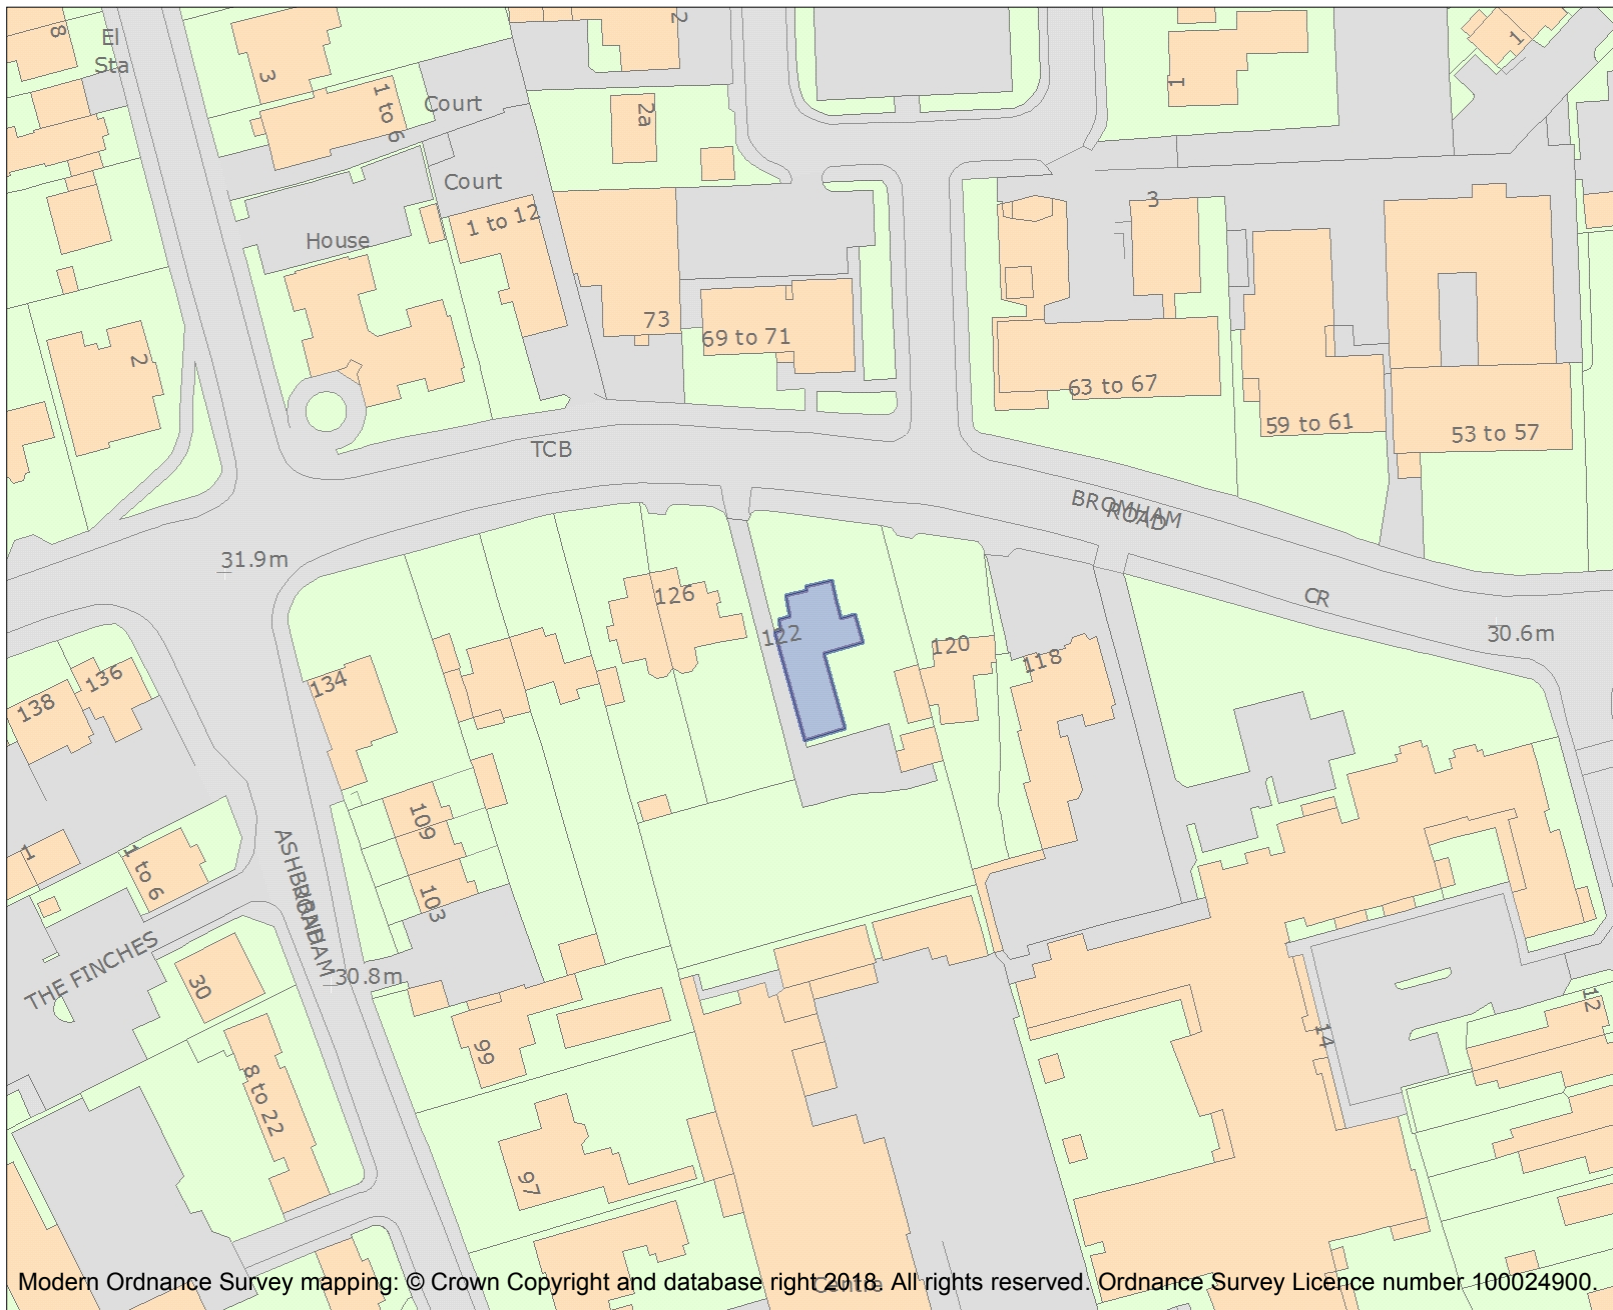 8
El
Sta
3
1 to 6
Court
2
2a
1
1
Court
1 to 12
House
3
2
73
69 to 71
63 to 67
59 to 61
53 to 57
TCB
BROMHAM
ROAD
31.9m
CR
30.6m
126
122
120
118
134
136
138
109
103
1
1 to 6
ASHBURNHAM
ROAD
THE FINCHES
30
30.8m
99
14
12
8 to 22
97
Centre
Modern Ordnance Survey mapping: © Crown Copyright and database right 2018. All rights reserved. Ordnance Survey Licence number 100024900.